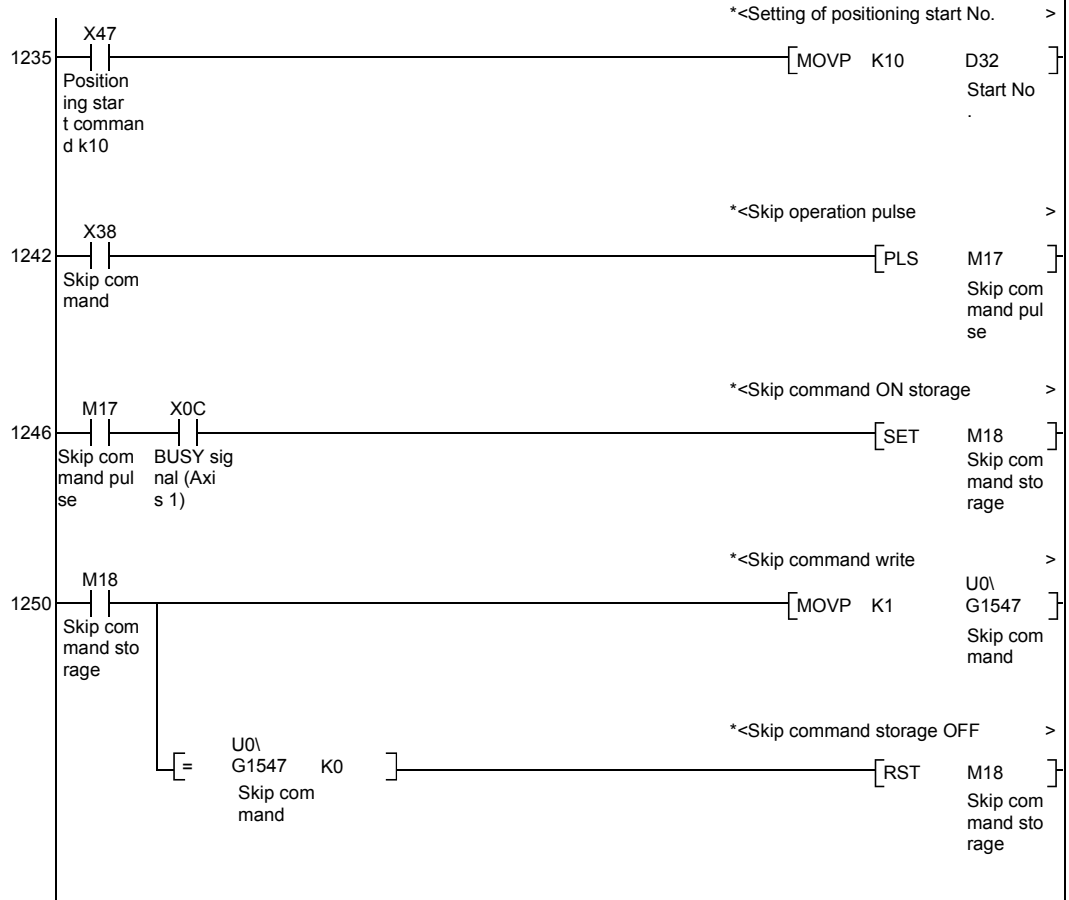 *<Setting of positioning start No. >
X47
1235 MOVP K10 D32
Position
ing star
t comman
d k10
Start No
.
*<Skip operation pulse >
X38
1242 PLS M17
Skip com
mand
Skip com
mand pul
se
*<Skip command ON storage >
M17 X0C
1246 SET M18
Skip com
mand pul
se
BUSY sig
nal (Axi
s 1)
Skip com
mand sto
rage
*<Skip command write >
M18
1250 MOVP K1 U0\
G1547
Skip com
mand sto
rage
Skip com
mand
*<Skip command storage OFF >
= U0\
G1547 K0
Skip com
mand
RST M18
Skip com
mand sto
rage